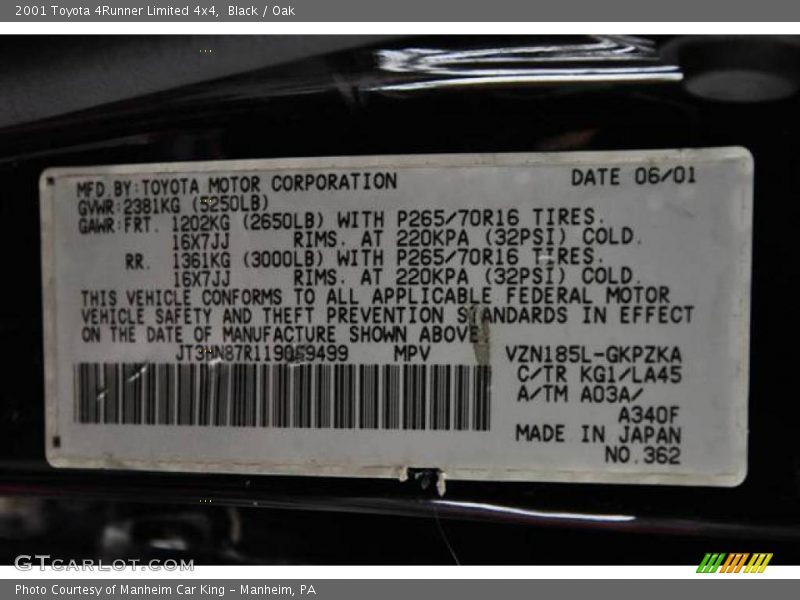 2001 Toyota 4Runner Limited 4x4, Black / Oak
MFD.BY:TOYOTA MOTOR CORPORATION DATE 06/01
GVWR:2381KG (5250LB)
GAWR:FRT. 1202KG (2650LB) WITH P265/70R16 TIRES.
16X7JJ RIMS. AT 220KPA (32PSI) COLD.
RR. 1361KG (3000LB) WITH P265/70R16 TIRES.
16X7JJ RIMS. AT 220KPA (32PSI) COLD.
THIS VEHICLE CONFORMS TO ALL APPLICABLE FEDERAL MOTOR
VEHICLE SAFETY AND THEFT PREVENTION STANDARDS IN EFFECT
ON THE DATE OF MANUFACTURE SHOWN ABOVE.
MPV VZN185L-GKPZKA
C/TR KG1/LA45
A/TM A03A/
A340F
MADE IN JAPAN
NO.362
GTcarlot.com
Photo Courtesy of Manheim Car King - Manheim, PA